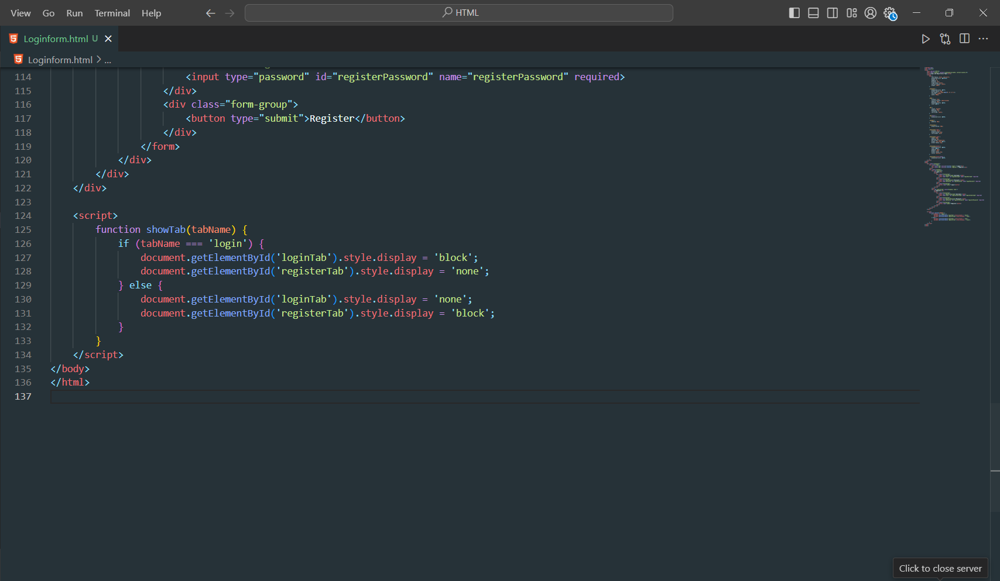 View Go Run Terminal Help HTML
Loginform.html U
Loginform.html > ...
114 <input type="password" id="registerPassword" name="registerPassword" required>
115 </div>
116 <div class="form-group">
117 <button type="submit">Register</button>
118 </div>
119 </form>
120 </div>
121 </div>
122 </div>
123
124 <script>
125 function showTab(tabName) {
126 if (tabName === 'login') {
127 document.getElementById('loginTab').style.display = 'block';
128 document.getElementById('registerTab').style.display = 'none';
129 } else {
130 document.getElementById('loginTab').style.display = 'none';
131 document.getElementById('registerTab').style.display = 'block';
132 }
133 }
134 </script>
135 </body>
136 </html>
137
Click to close server